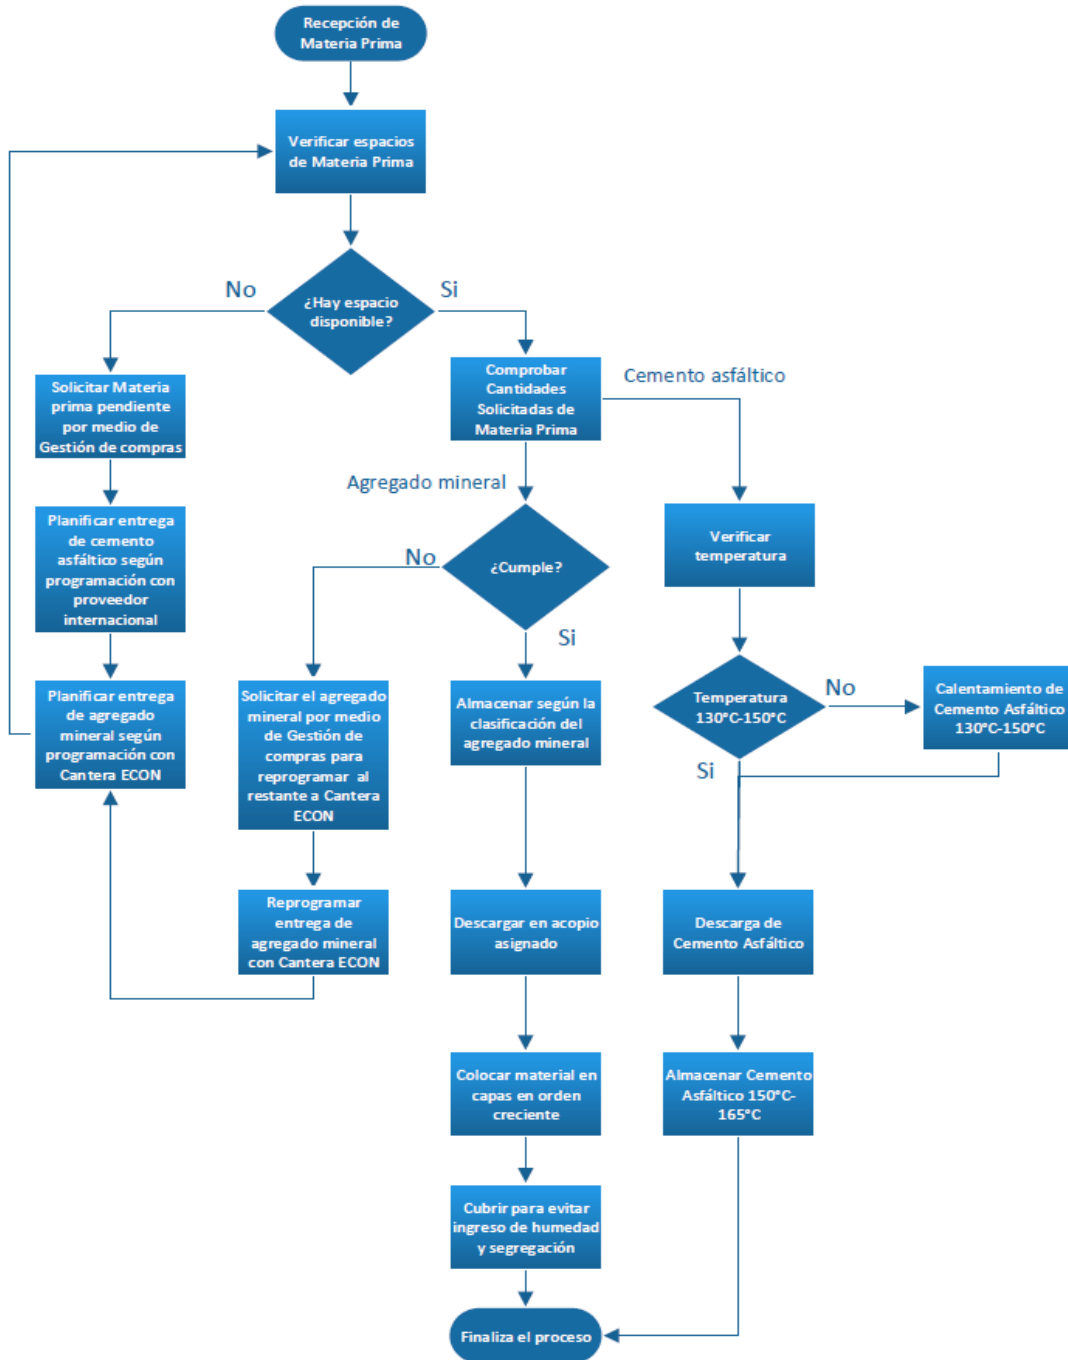 Recepción de
Materia Prima
Verificar espacios
de Materia Prima
No
Si
¿Hay espacio
disponible?
Solicitar Materia
prima pendiente
por medio de
Gestión de compras
Comprobar
Cantidades
Solicitadas de
Materia Prima
Cemento asfáltico
Agregado mineral
Planificar entrega
de cemento
asfáltico según
programación con
proveedor
internacional
No
¿Cumple?
Si
Verificar
temperatura
Planificar entrega
de agregado
mineral según
programación con
Cantera ECON
Solicitar el agregado
mineral por medio
de Gestión de
compras para
reprogramar al
restante a Cantera
ECON
Almacenar según la
clasificación del
agregado mineral
Temperatura
130°C-150°C
No
Si
Calentamiento de
Cemento Asfáltico
130°C-150°C
Reprogramar
entrega de
agregado mineral
con Cantera ECON
Descargar en acopio
asignado
Descarga de
Cemento Asfáltico
Colocar material en
capas en orden
creciente
Almacenar Cemento
Asfáltico 150°C-
165°C
Cubrir para evitar
ingreso de humedad
y segregación
Finaliza el proceso